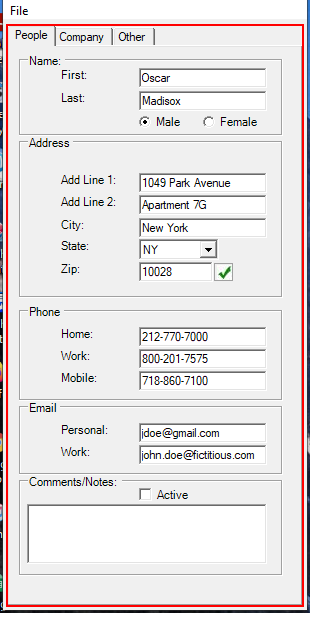 File
People Company Other
Name:
First: Oscar
Last: Madisox
Male Female
Address
Add Line 1: 1049 Park Avenue
Add Line 2: Apartment 7G
City: New York
State: NY
Zip: 10028
Phone
Home: 212-770-7000
Work: 800-201-7575
Mobile: 718-860-7100
Email
Personal: jdoe@gmail.com
Work: john.doe@fictitious.com
Comments/Notes:
Active